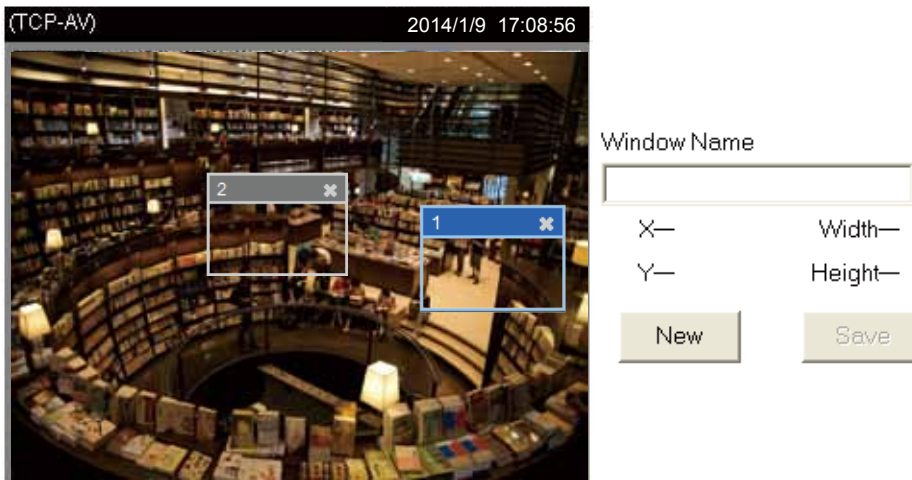 (TCP-AV) 2014/1/9 17:08:56
Window Name
2
1
X— Width—
Y— Height—
New Save